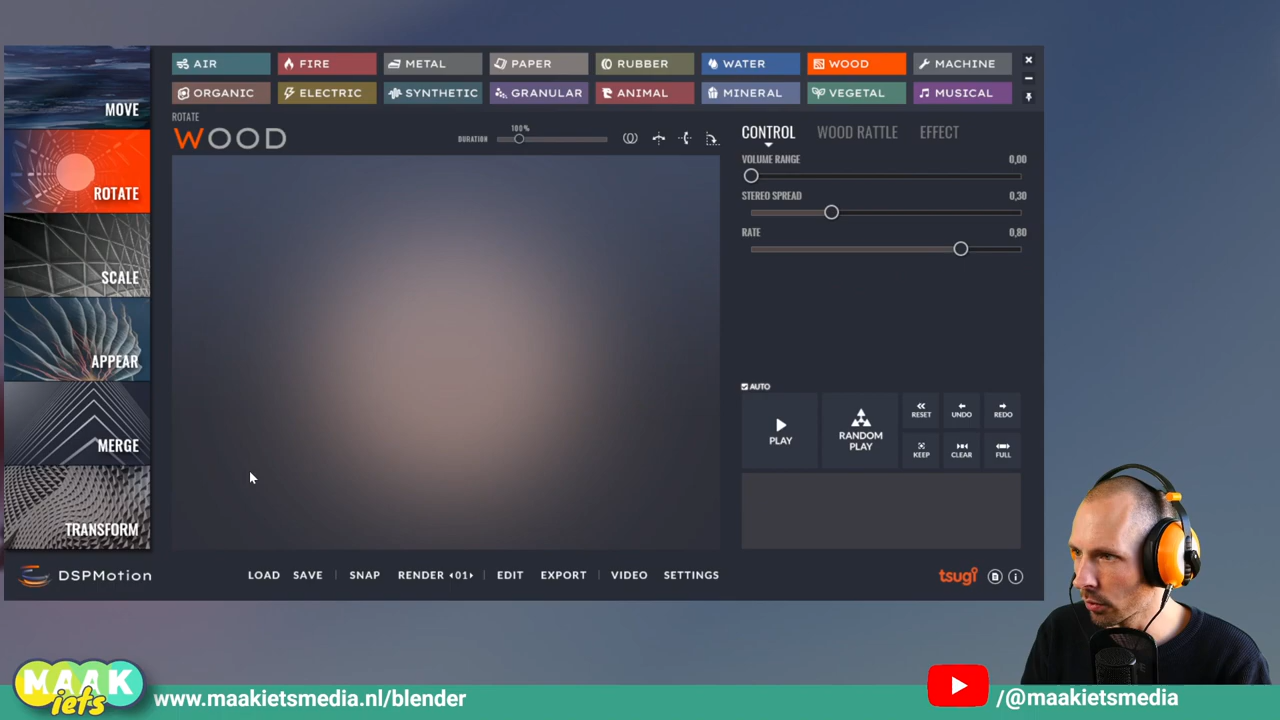 AIR FIRE METAL PAPER RUBBER WATER WOOD MACHINE
ORGANIC ELECTRIC SYNTHETIC GRANULAR ANIMAL MINERAL VEGETAL MUSICAL
MOVE
ROTATE
SCALE
APPEAR
MERGE
TRANSFORM
ROTATE
WOOD
DURATION 100%
CONTROL WOOD RATTLE EFFECT
VOLUME RANGE 0,00
STEREO SPREAD 0,30
RATE 0,80
AUTO
PLAY
RANDOM
PLAY
RESET UNDO REDO
KEEP CLEAR FULL
DSPMotion
LOAD SAVE SNAP RENDER 01 EDIT EXPORT VIDEO SETTINGS
tsugi
MAAK
iets
www.maakietsmedia.nl/blender
/@maakietsmedia